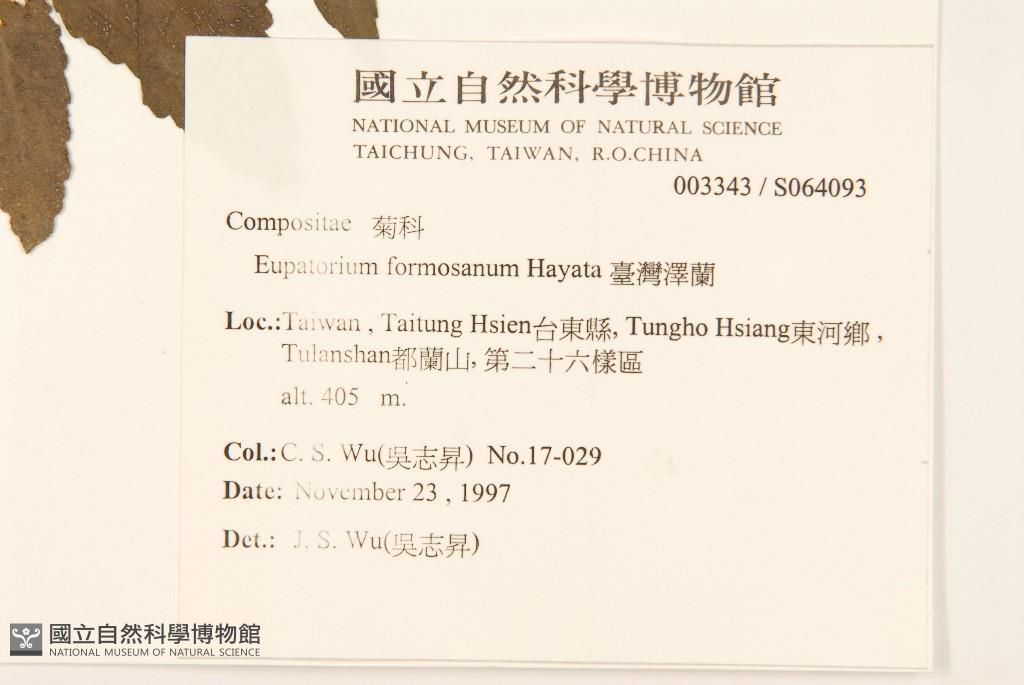 國立自然科學博物館
NATIONAL MUSEUM OF NATURAL SCIENCE
TAICHUNG, TAIWAN, R.O.CHINA
003343 / S064093
Compositae 菊科
Eupatorium formosanum Hayata 臺灣澤蘭
Loc.:Taiwan , Taitung Hsien台東縣, Tungho Hsiang東河鄉 ,
Tulanshan都蘭山, 第二十六樣區
alt. 405 m.
Col.:C. S. Wu(吳志昇) No.17-029
Date: November 23 , 1997
Det.: J. S. Wu(吳志昇)
國立自然科學博物館
NATIONAL MUSEUM OF NATURAL SCIENCE